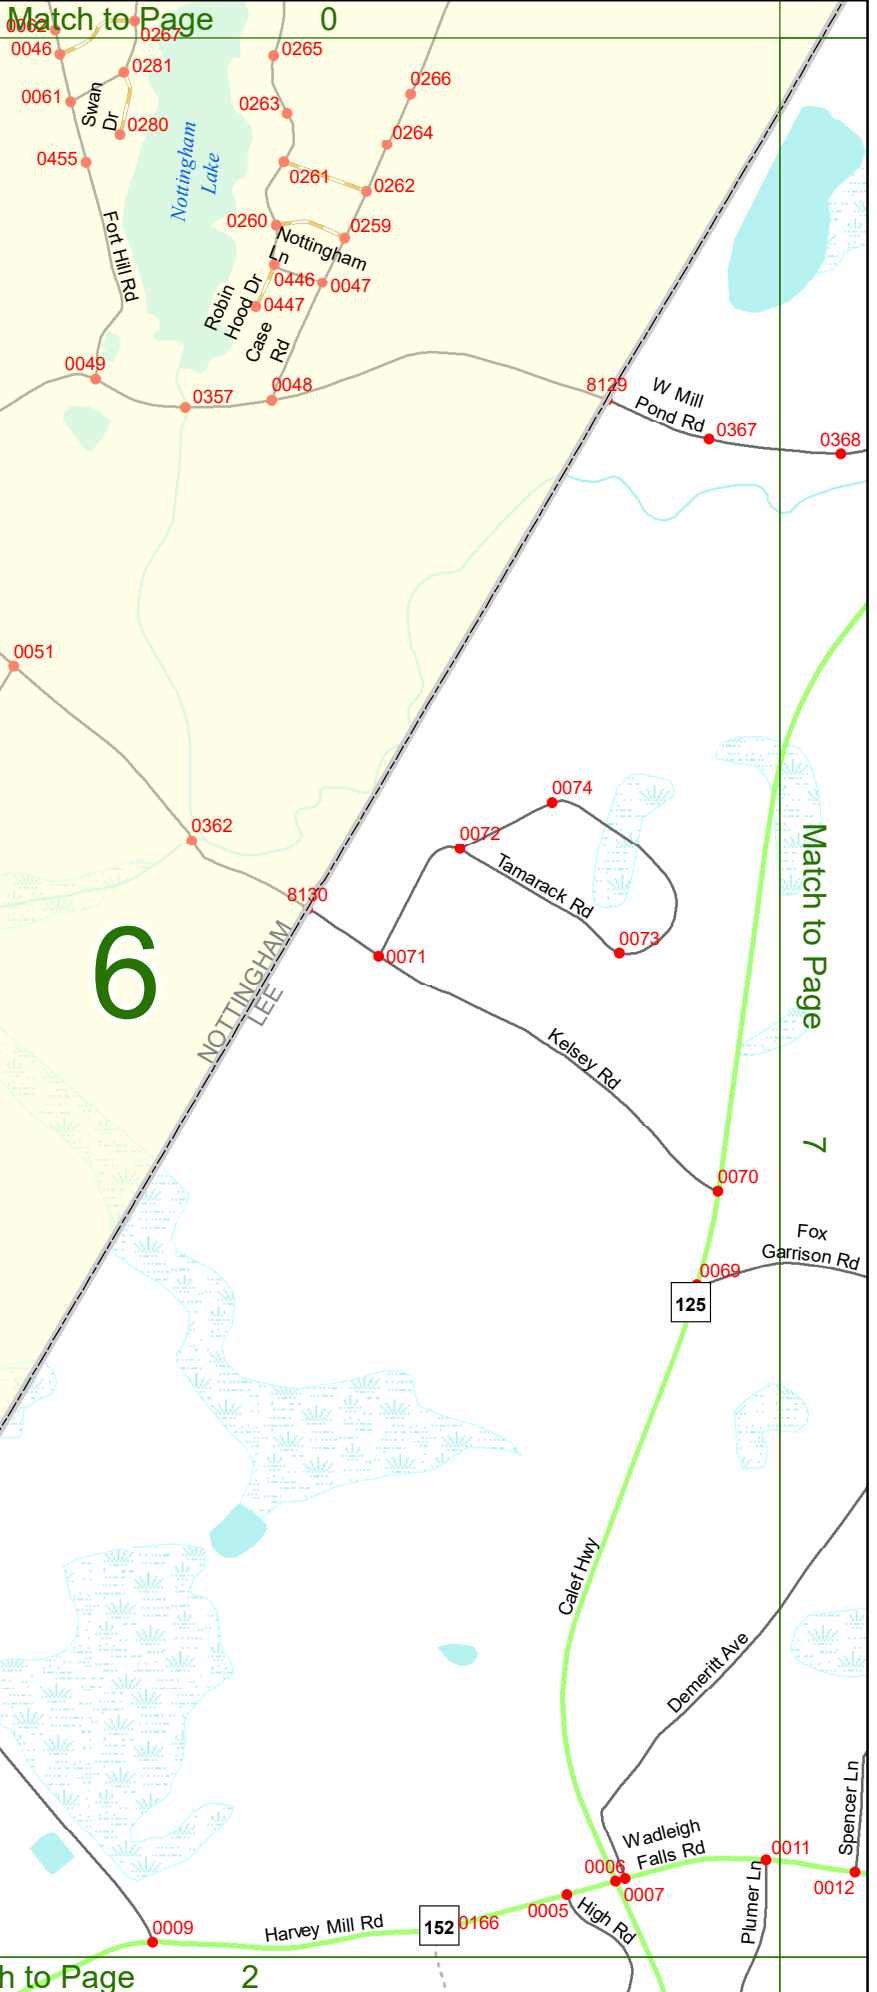 Match to Page 0
0062
0267
0046
0265
0281
0266
0061
Swan
Dr
0263
0280
0264
Nottingham
Lake
0455
0261
0262
Fort Hill Rd
0260
0259
Nottingham
Ln
0446
0047
Robin
Hood Dr
0447
Case
Rd
0049
0357
0048
8129
W Mill
Pond Rd
0367
0368
0051
0074
0362
0072
Match to Page 7
Tamarack Rd
8130
0073
6
NOTTINGHAM
LEE
0071
Kelsey Rd
0070
Fox
Garrison Rd
0069
125
Calef Hwy
Demeritt Ave
Spencer Ln
Wadleigh
Falls Rd
0011
0006
0007
0012
Plumer Ln
0005
High Rd
0009
Harvey Mill Rd
152
0166
h to Page 2